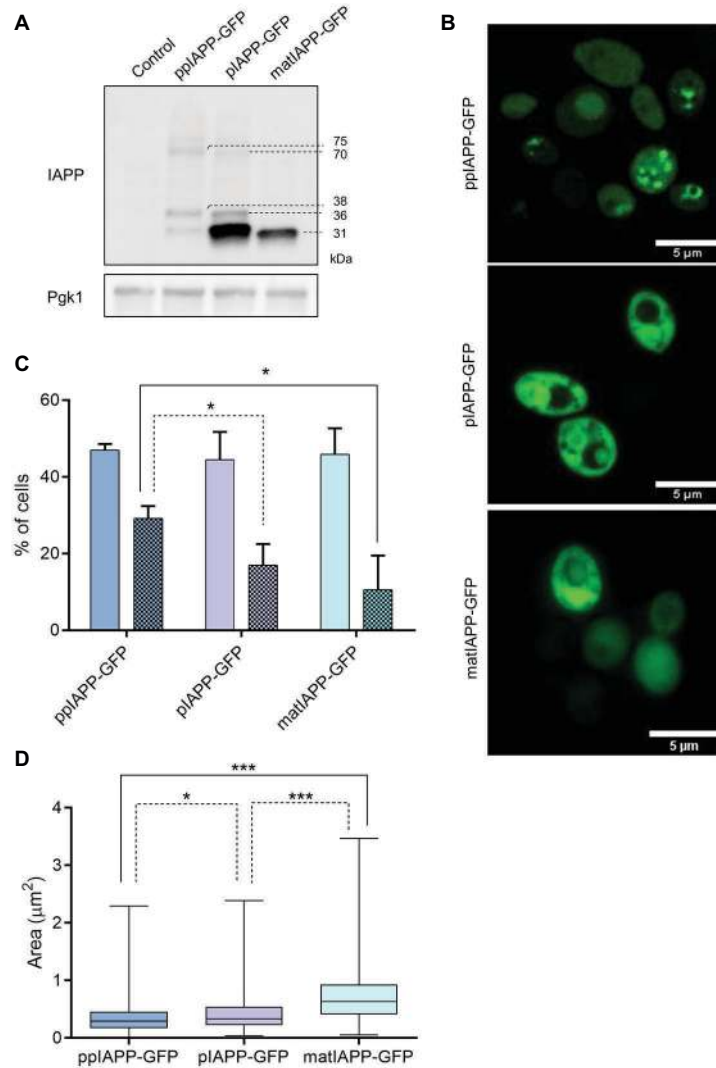 A
Control
ppIAPP-GFP
pIAPP-GFP
matIAPP-GFP
IAPP
75
70
38
36
31
kDa
Pgk1
B
ppIAPP-GFP
5 μm
pIAPP-GFP
5 μm
matIAPP-GFP
5 μm
C
*
*
% of cells
60
40
20
0
ppIAPP-GFP
pIAPP-GFP
matIAPP-GFP
D
***
*
***
Area (μm²)
4
3
2
1
0
ppIAPP-GFP
pIAPP-GFP
matIAPP-GFP